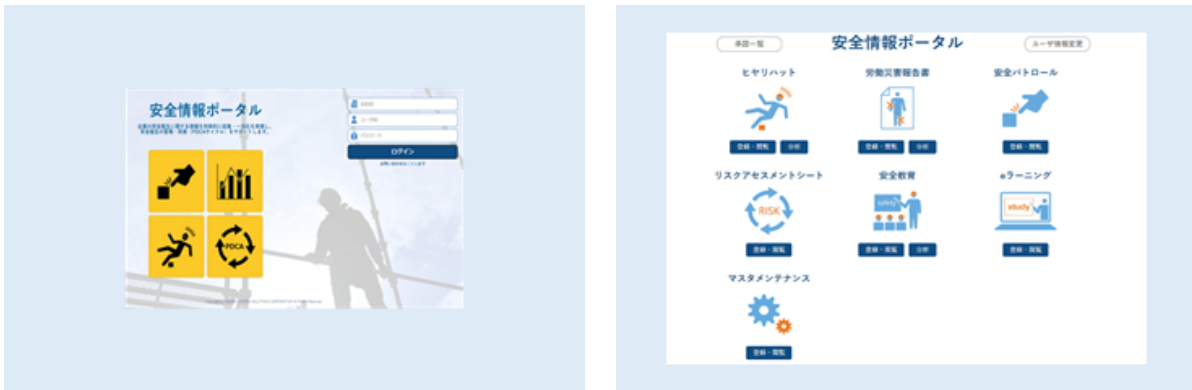 安全情報ポータル
ログイン
PDCA
承認一覧
安全情報ポータル
ユーザ情報変更
ヒヤリハット
労働災害報告書
安全パトロール
登録・閲覧
分析
登録・閲覧
分析
登録・閲覧
リスクアセスメントシート
安全教育
eラーニング
RISK
safety
study
登録・閲覧
登録・閲覧
分析
登録・閲覧
マスタメンテナンス
登録・閲覧